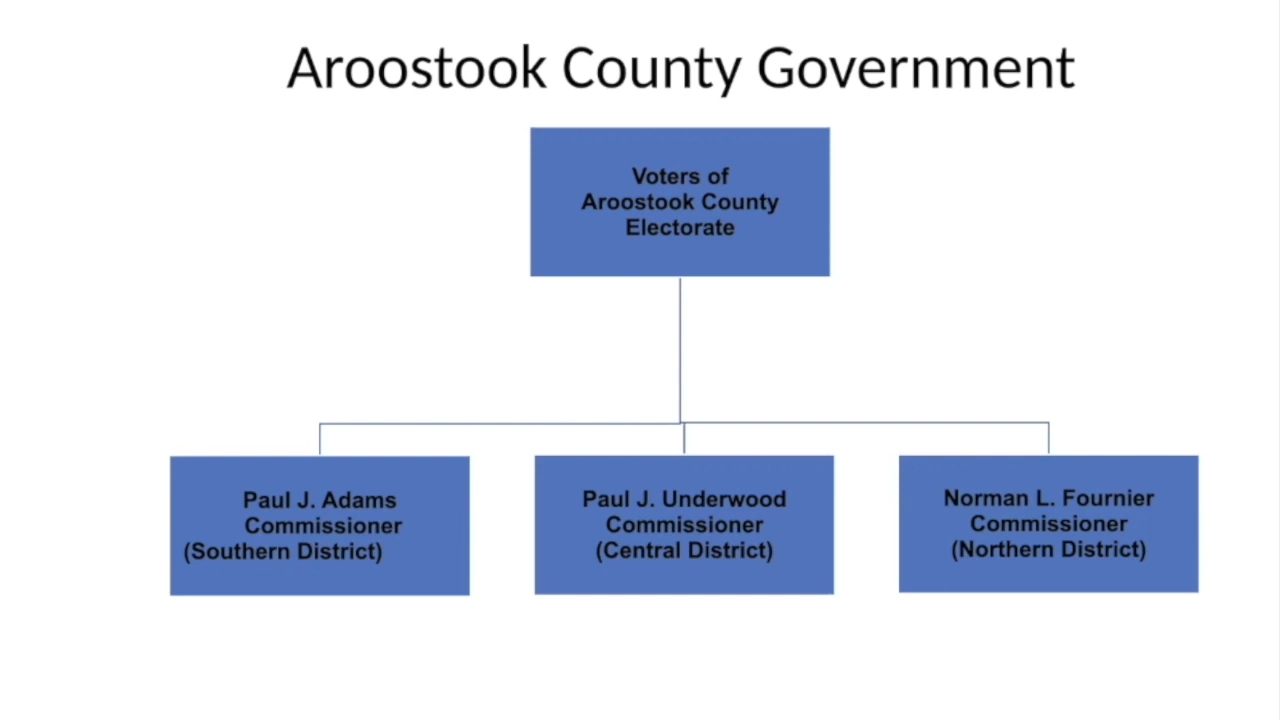 Aroostook County Government
Voters of
Aroostook County
Electorate
Paul J. Adams
Commissioner
(Southern District)
Paul J. Underwood
Commissioner
(Central District)
Norman L. Fournier
Commissioner
(Northern District)